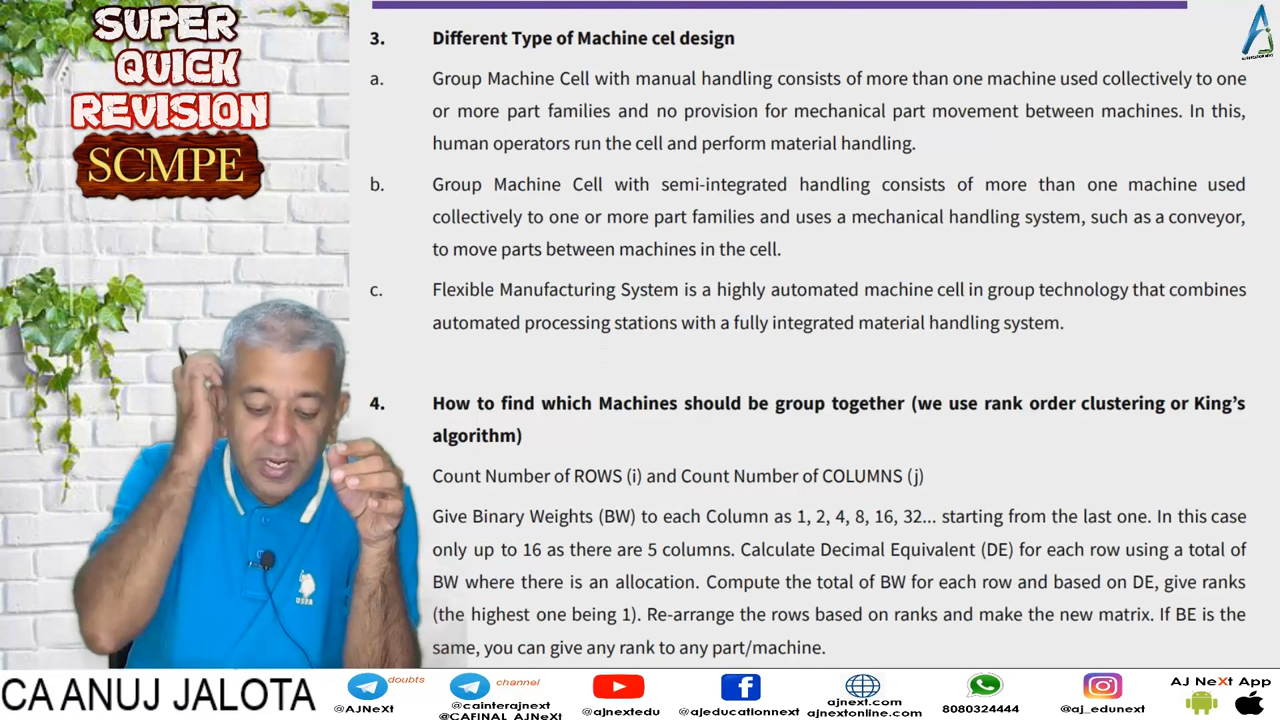 SUPER
QUICK
REVISION
SCMPE
3. Different Type of Machine cel design
a. Group Machine Cell with manual handling consists of more than one machine used collectively to one
or more part families and no provision for mechanical part movement between machines. In this,
human operators run the cell and perform material handling.
b. Group Machine Cell with semi-integrated handling consists of more than one machine used
collectively to one or more part families and uses a mechanical handling system, such as a conveyor,
to move parts between machines in the cell.
c. Flexible Manufacturing System is a highly automated machine cell in group technology that combines
automated processing stations with a fully integrated material handling system.
4. How to find which Machines should be group together (we use rank order clustering or King's
algorithm)
Count Number of ROWS (i) and Count Number of COLUMNS (j)
Give Binary Weights (BW) to each Column as 1, 2, 4, 8, 16, 32... starting from the last one. In this case
only up to 16 as there are 5 columns. Calculate Decimal Equivalent (DE) for each row using a total of
BW where there is an allocation. Compute the total of BW for each row and based on DE, give ranks
(the highest one being 1). Re-arrange the rows based on ranks and make the new matrix. If BE is the
same, you can give any rank to any part/machine.
USPA
CA ANUJ JALOTA
doubts
@AJNeXt
channel
@cainterajnext
@CAFINAL_AJNeXt
@ajnextedu
@ajeducationnext
ajnext.com
ajnextonline.com
8080324444
@aj_edunext
AJ NeXt App